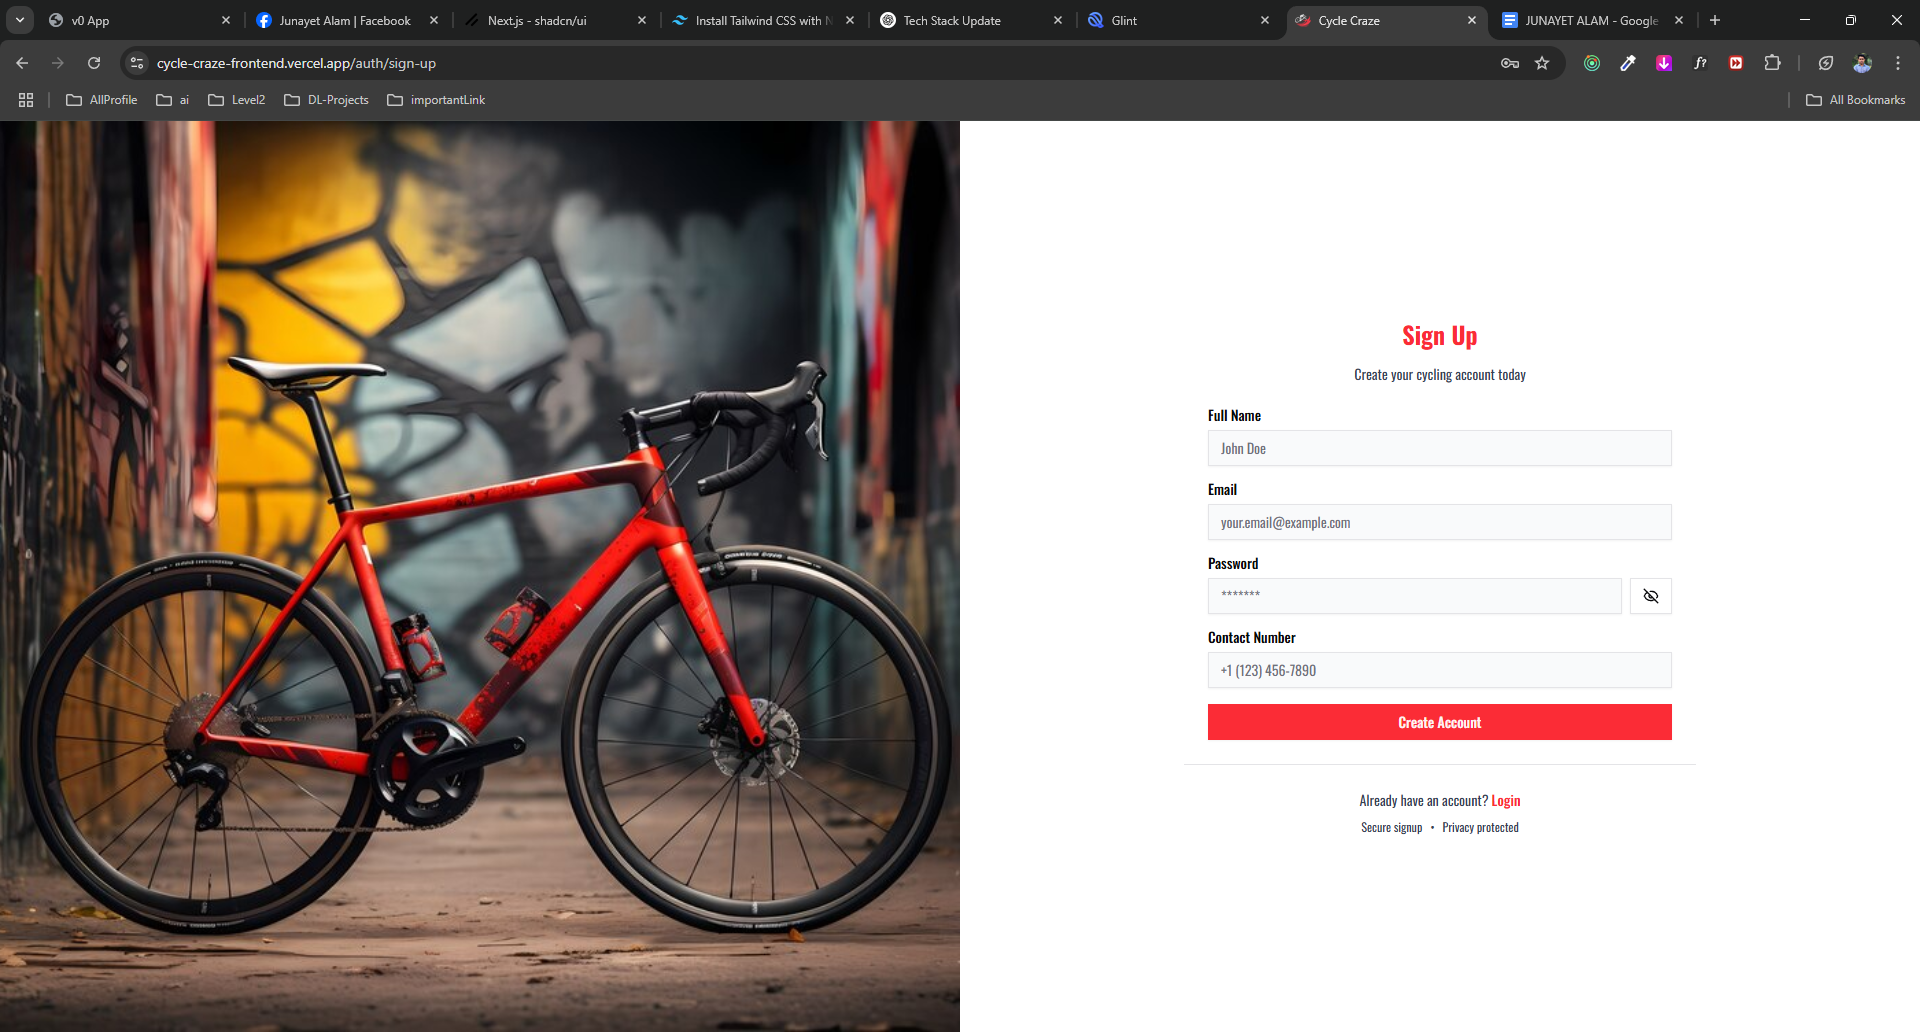 v0 App
Junayet Alam | Facebook
Next.js - shadcn/ui
Install Tailwind CSS with N
Tech Stack Update
Glint
Cycle Craze
JUNAYET ALAM - Google
cycle-craze-frontend.vercel.app/auth/sign-up
f?
AllProfile
ai
Level2
DL-Projects
importantLink
All Bookmarks
Sign Up
Create your cycling account today
Full Name
John Doe
Email
your.email@example.com
Password
*******
Contact Number
+1 (123) 456-7890
Create Account
Already have an account? Login
Secure signup • Privacy protected